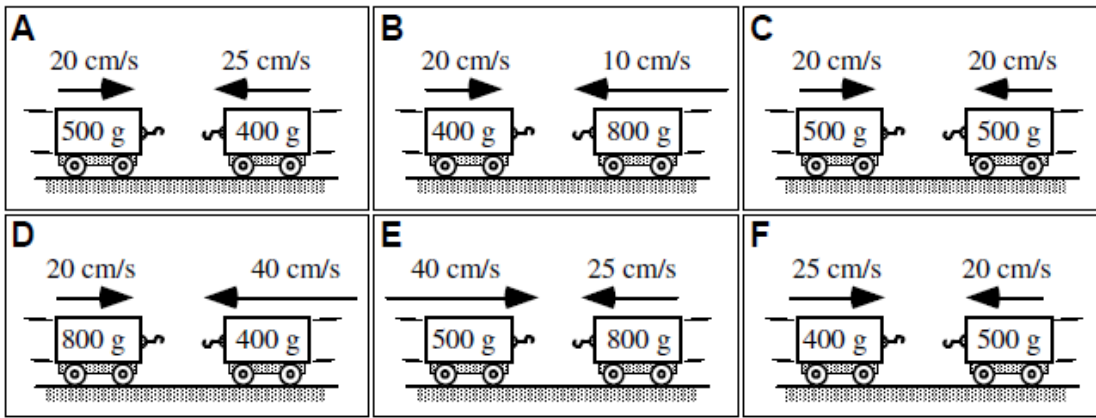 A
20 cm/s 25 cm/s
500 g 400 g
B
20 cm/s 10 cm/s
400 g 800 g
C
20 cm/s 20 cm/s
500 g 500 g
D
20 cm/s 40 cm/s
800 g 400 g
E
40 cm/s 25 cm/s
500 g 800 g
F
25 cm/s 20 cm/s
400 g 500 g